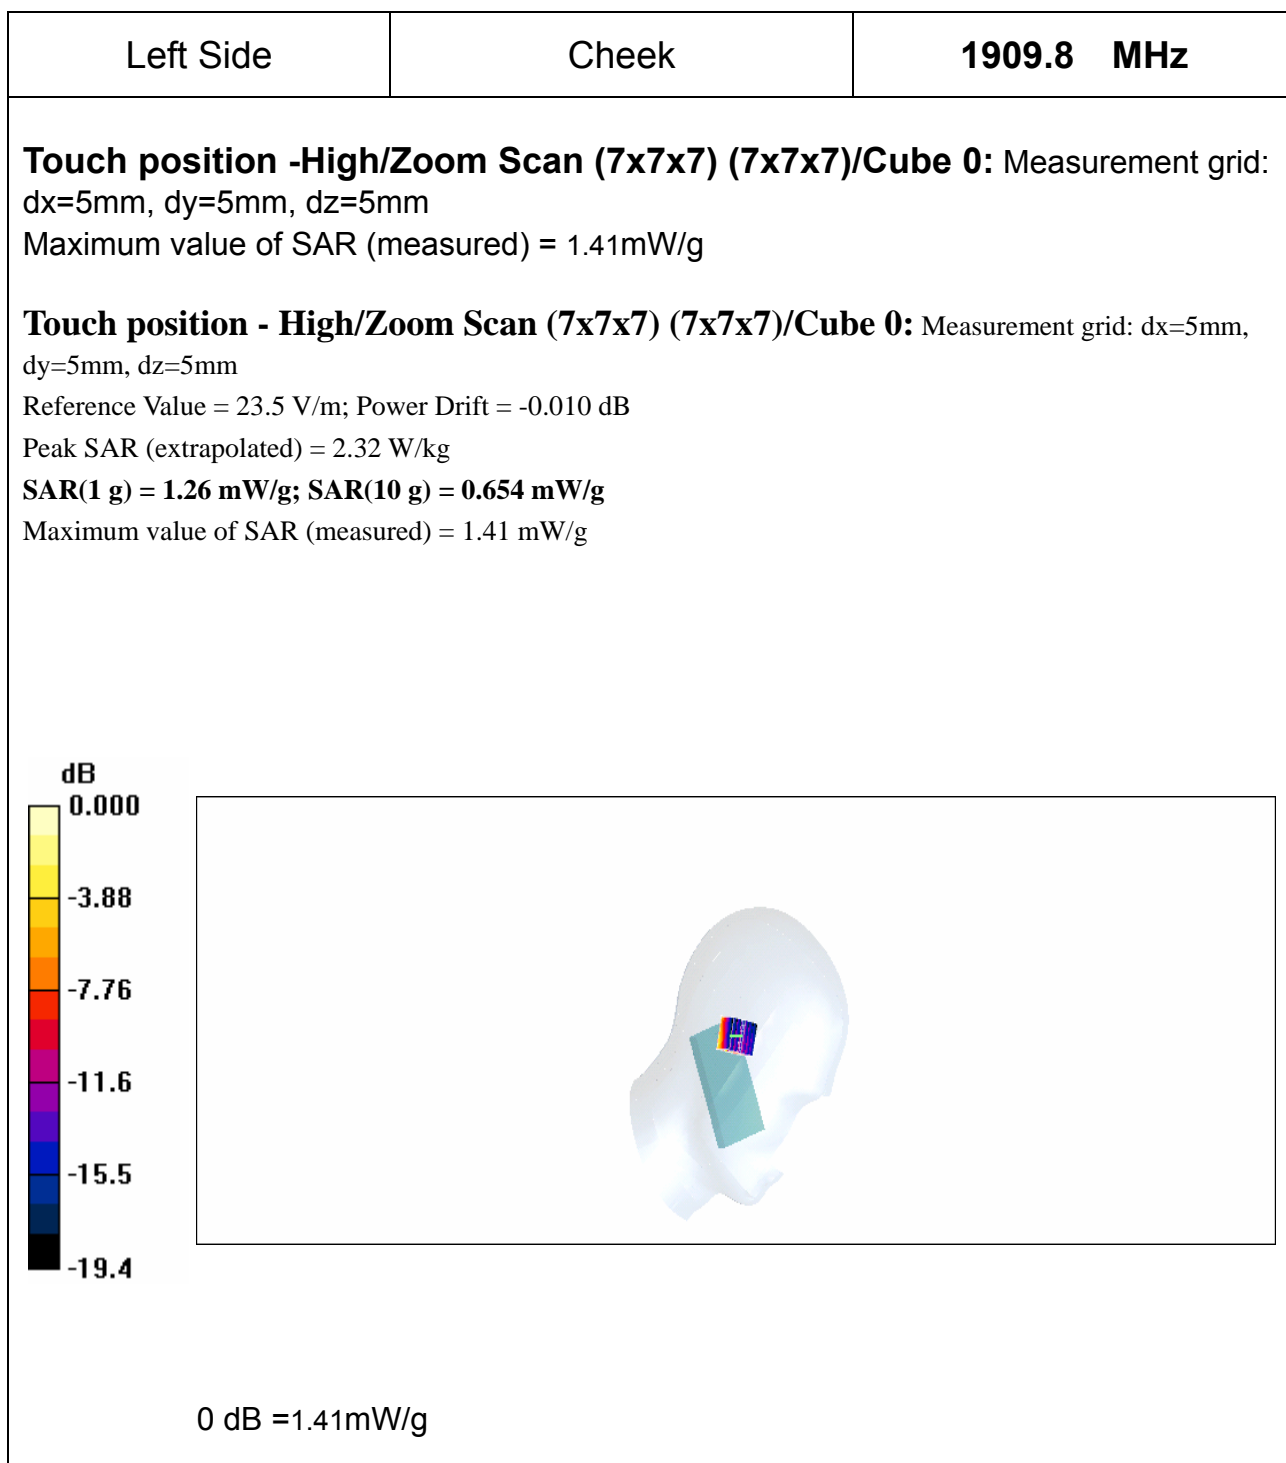 Left Side Cheek 1909.8 MHz
Touch position -High/Zoom Scan (7x7x7) (7x7x7)/Cube 0: Measurement grid:
dx=5mm, dy=5mm, dz=5mm
Maximum value of SAR (measured) = 1.41mW/g
Touch position - High/Zoom Scan (7x7x7) (7x7x7)/Cube 0: Measurement grid: dx=5mm,
dy=5mm, dz=5mm
Reference Value = 23.5 V/m; Power Drift = -0.010 dB
Peak SAR (extrapolated) = 2.32 W/kg
SAR(1 g) = 1.26 mW/g; SAR(10 g) = 0.654 mW/g
Maximum value of SAR (measured) = 1.41 mW/g
dB
0.000
-3.88
-7.76
-11.6
-15.5
-19.4
0 dB =1.41mW/g